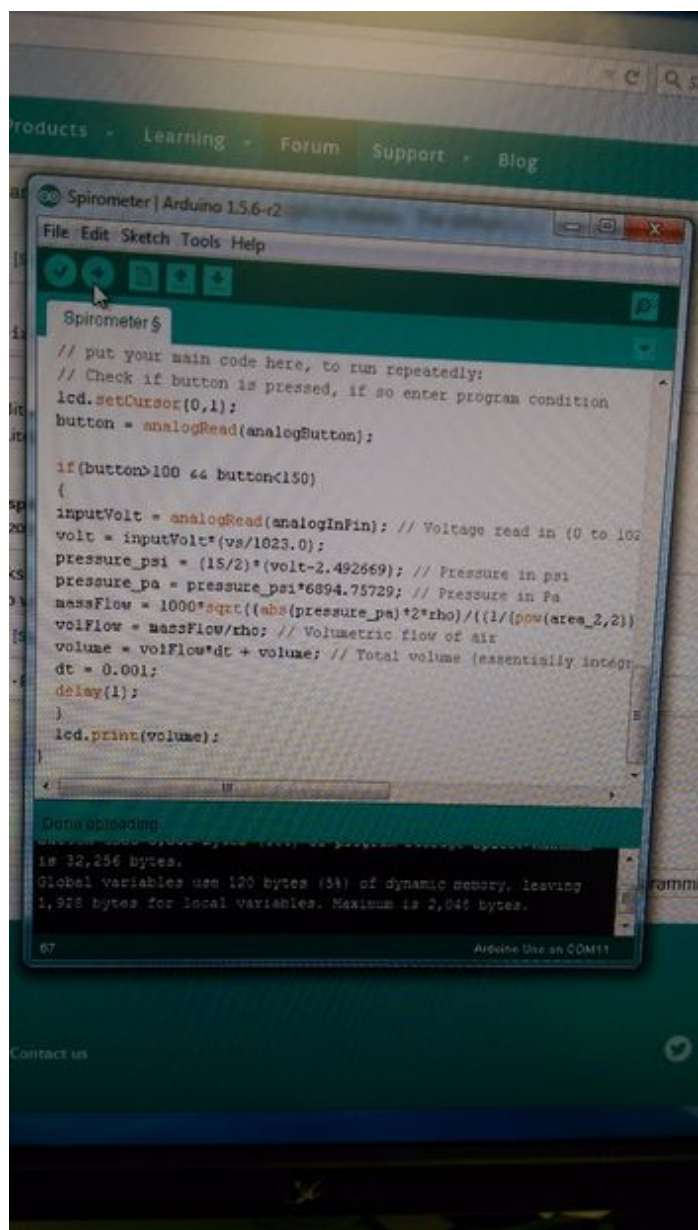 Products Learning Forum Support Blog
Spirometer | Arduino 1.5.6-r2
File Edit Sketch Tools Help
Spirometer §
// put your main code here, to run repeatedly:
// Check if button is pressed, if so enter program condition
lcd.setCursor(0,1);
button = analogRead(analogButton);
if(button>100 && button<150)
{
inputVolt = analogRead(analogInPin); // Voltage read in (0 to 102
volt = inputVolt*(vs/1023.0);
pressure_psi = (15/2)*(volt-2.492669); // Pressure in psi
pressure_pa = pressure_psi*6894.75729; // Pressure in Pa
massFlow = 1000*sqrt((abs(pressure_pa)*2*rho)/((1/(pow(area_2,2))
volFlow = massFlow/rho; // Volumetric flow of air
volume = volFlow*dt + volume; // Total volume (essentially integr
dt = 0.001;
delay(1);
}
lcd.print(volume);
}
Done uploading
is 32,256 bytes.
Global variables use 120 bytes (5%) of dynamic memory, leaving
1,928 bytes for local variables. Maximum is 2,048 bytes.
67 Arduino Uno on COM11
Contact us